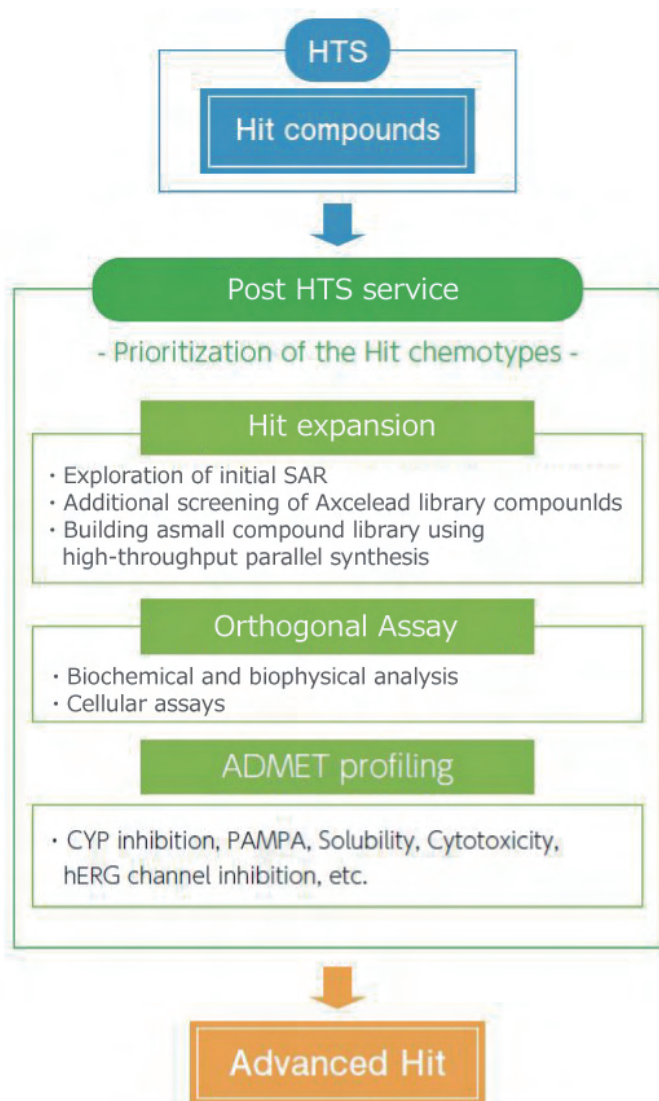 HTS
Hit compounds
Post HTS service
- Prioritization of the Hit chemotypes -
Hit expansion
・Exploration of initial SAR
・Additional screening of Axcelead library compounlds
・Building asmall compound library using
high-throughput parallel synthesis
Orthogonal Assay
・Biochemical and biophysical analysis
・Cellular assays
ADMET profiling
・CYP inhibition, PAMPA, Solubility, Cytotoxicity,
hERG channel inhibition, etc.
Advanced Hit